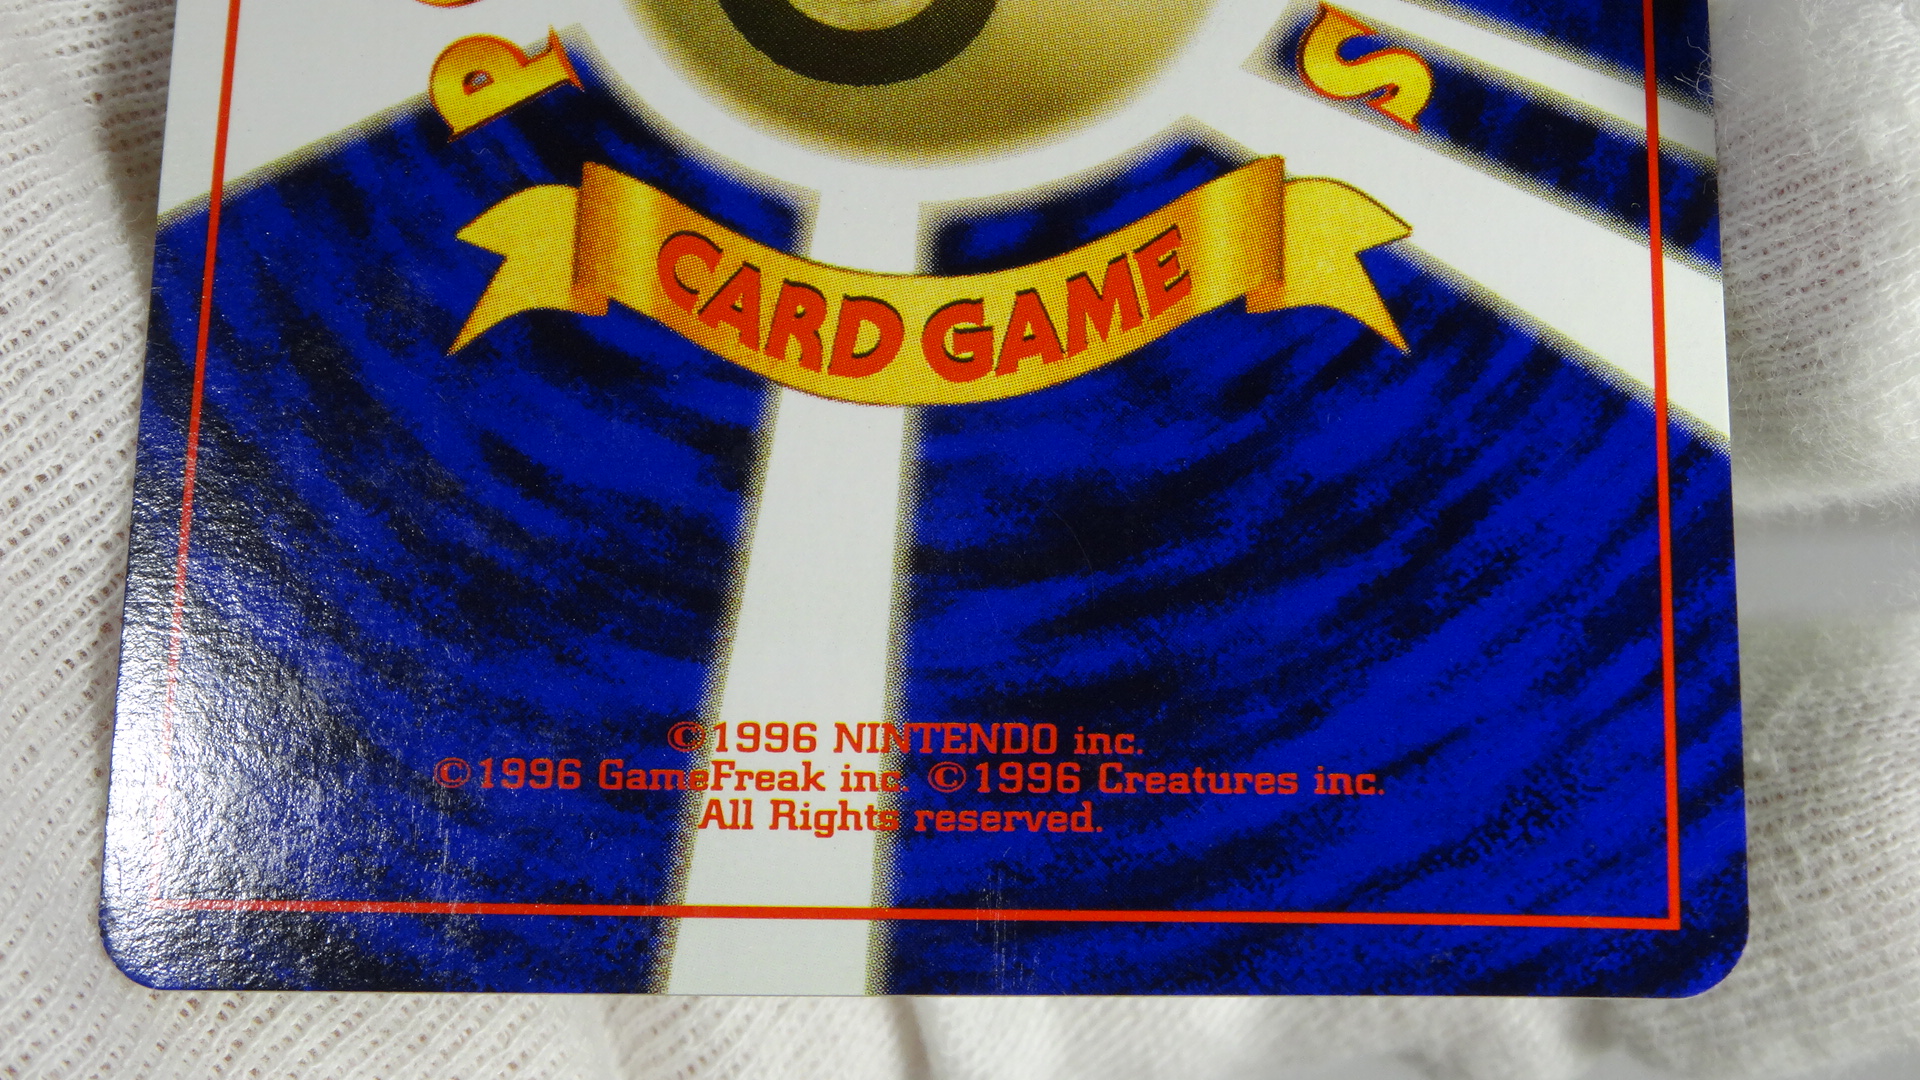 P
S
CARD GAME
©1996 NINTENDO inc.
©1996 GameFreak inc. ©1996 Creatures inc.
All Rights reserved.